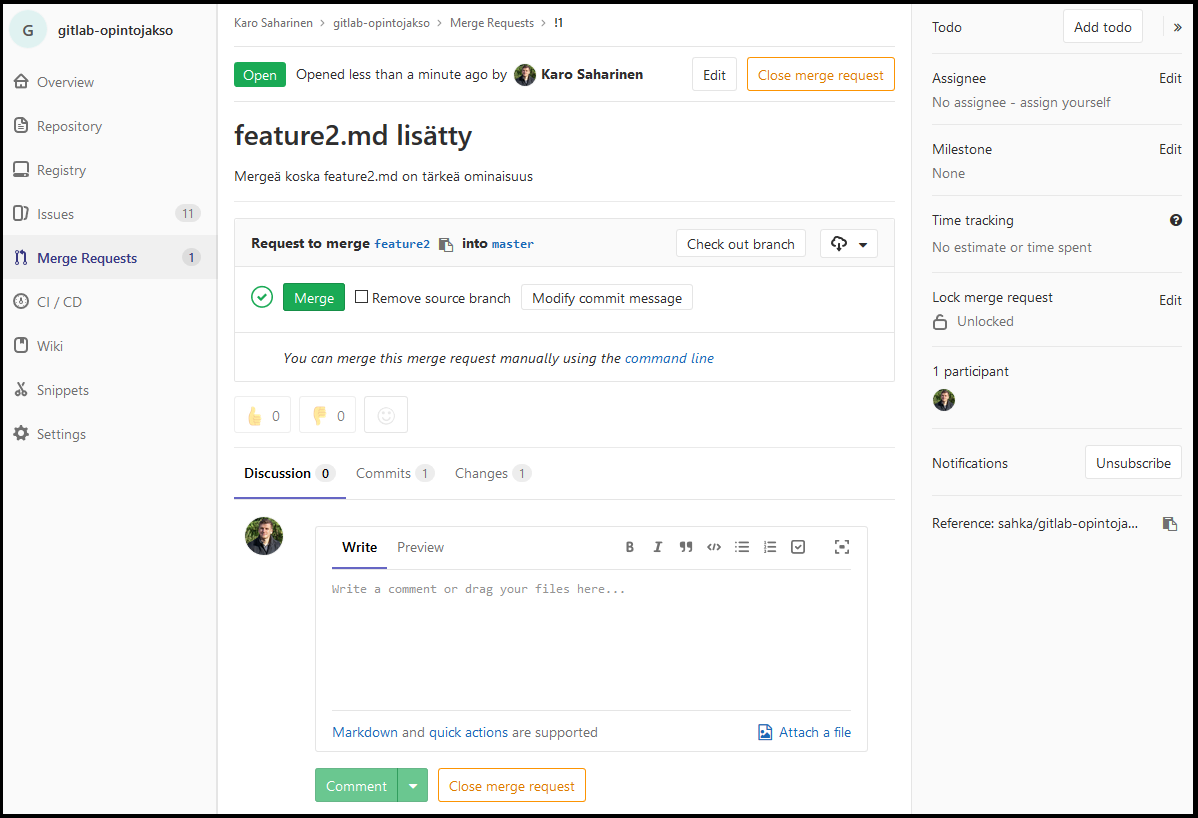 G gitlab-opintojakso
Overview
Repository
Registry
Issues 11
Merge Requests 1
CI / CD
Wiki
Snippets
Settings
Karo Saharinen > gitlab-opintojakso > Merge Requests > !1
Open Opened less than a minute ago by Karo Saharinen Edit Close merge request
feature2.md lisätty
Mergeä koska feature2.md on tärkeä ominaisuus
Request to merge feature2 into master Check out branch
Merge Remove source branch Modify commit message
You can merge this merge request manually using the command line
0 0
Discussion 0 Commits 1 Changes 1
Write Preview B I
Write a comment or drag your files here...
Markdown and quick actions are supported Attach a file
Comment Close merge request
Todo Add todo »
Assignee Edit
No assignee - assign yourself
Milestone Edit
None
Time tracking ?
No estimate or time spent
Lock merge request Edit
Unlocked
1 participant
Notifications Unsubscribe
Reference: sahka/gitlab-opintoja...